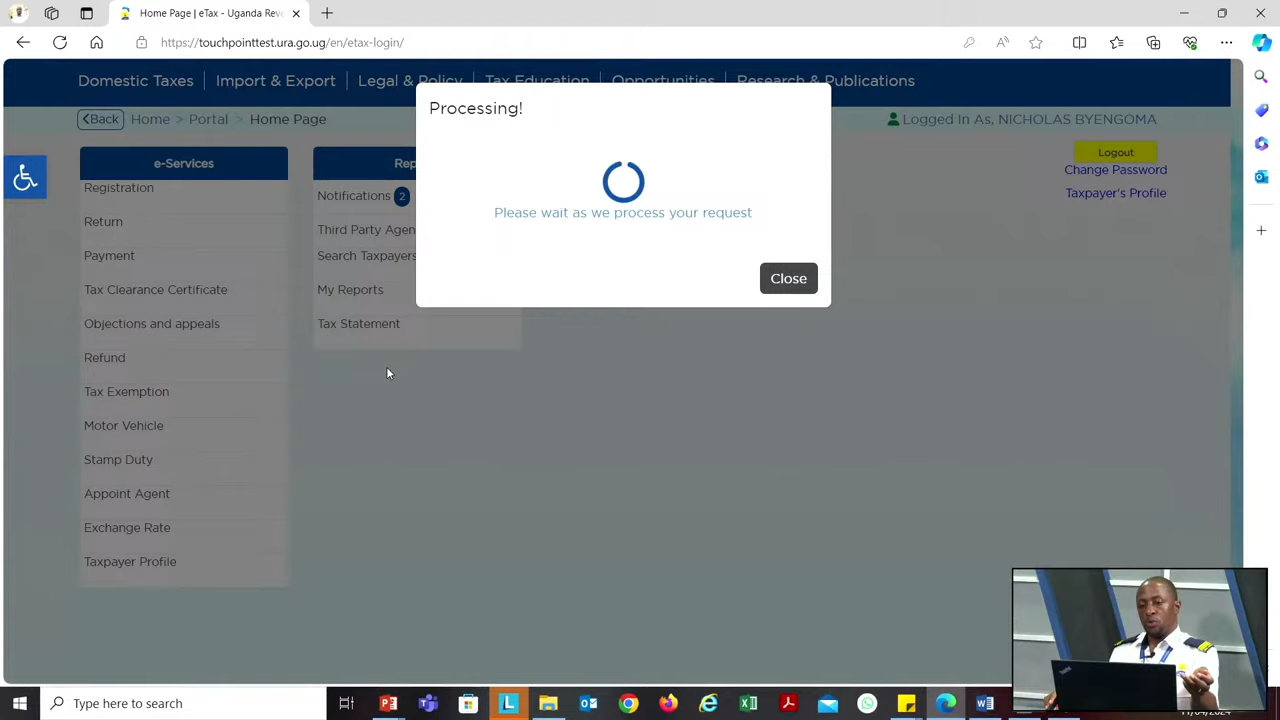 Home Page | eTax - Uganda Reve
https://touchpointtest.ura.go.ug/en/etax-login/
Domestic Taxes
Import & Export
Legal & Policy
Tax Education
Opportunities
Research & Publications
Back
Home > Portal > Home Page
Logged In As, NICHOLAS BYENGOMA
Processing!
Please wait as we process your request
Close
e-Services
Registration
Return
Payment
Tax Clearance Certificate
Objections and appeals
Refund
Tax Exemption
Motor Vehicle
Stamp Duty
Appoint Agent
Exchange Rate
Taxpayer Profile
Rep
Notifications 2
Third Party Agen
Search Taxpayers
My Reports
Tax Statement
Logout
Change Password
Taxpayer's Profile
Type here to search
11/04/2024